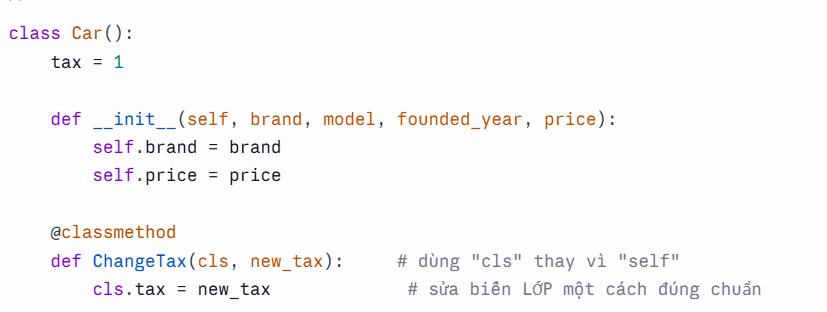 class Car():
    tax = 1

    def __init__(self, brand, model, founded_year, price):
        self.brand = brand
        self.price = price

    @classmethod
    def ChangeTax(cls, new_tax):     # dùng "cls" thay vì "self"
        cls.tax = new_tax             # sửa biến LỚP một cách đúng chuẩn